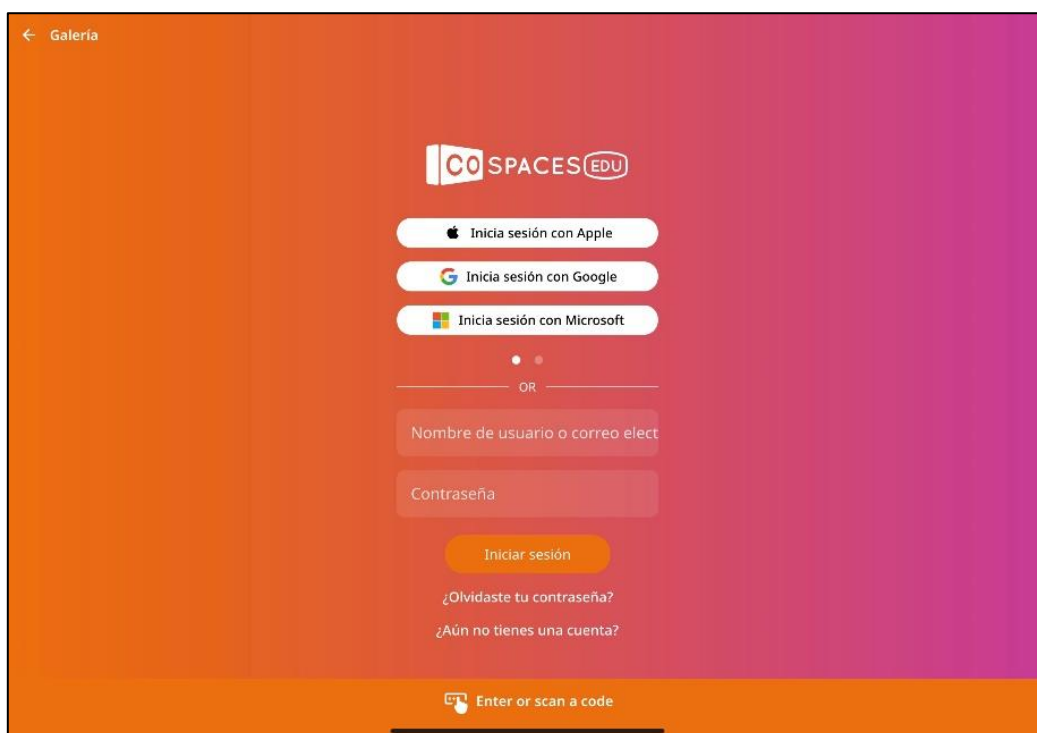 Galería
CO SPACES EDU
Inicia sesión con Apple
Inicia sesión con Google
Inicia sesión con Microsoft
OR
Nombre de usuario o correo elect
Contraseña
Iniciar sesión
¿Olvidaste tu contraseña?
¿Aún no tienes una cuenta?
Enter or scan a code